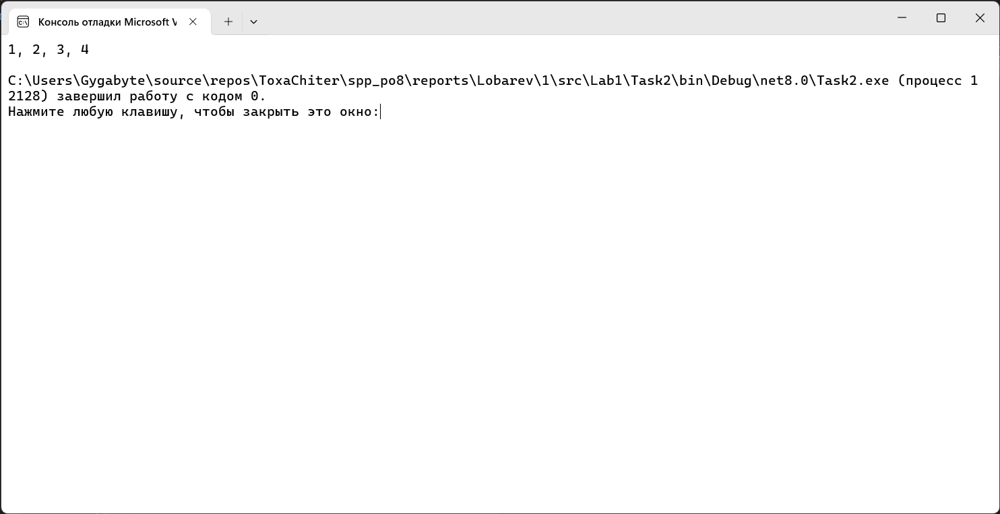 Консоль отладки Microsoft V
1, 2, 3, 4
C:\Users\Gygabyte\source\repos\ToxaChiter\spp_po8\reports\Lobarev\1\src\Lab1\Task2\bin\Debug\net8.0\Task2.exe (процесс 1
2128) завершил работу с кодом 0.
Нажмите любую клавишу, чтобы закрыть это окно: